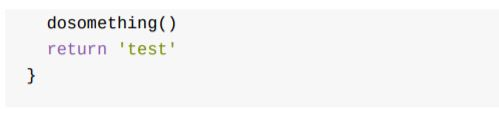 dosomething()
return 'test'
}